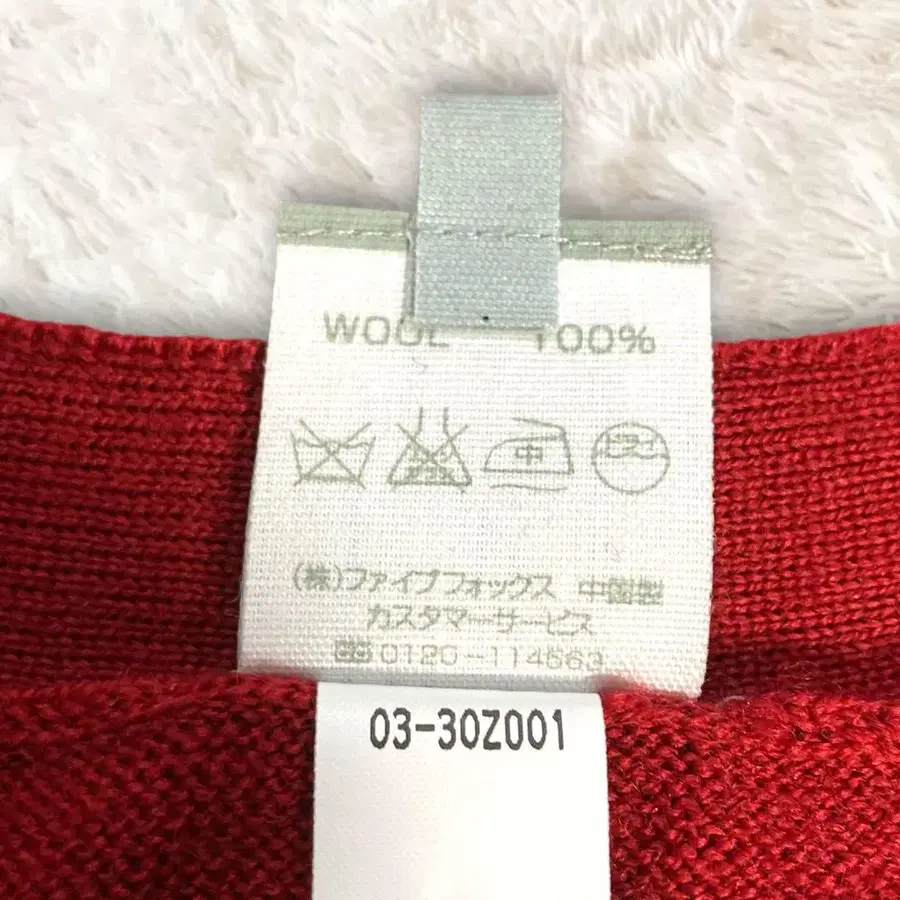 WOOL 100%
中
ドライ
(株)ファイブフォックス 中国製
カスタマーサービス
0120-114563
03-30Z001